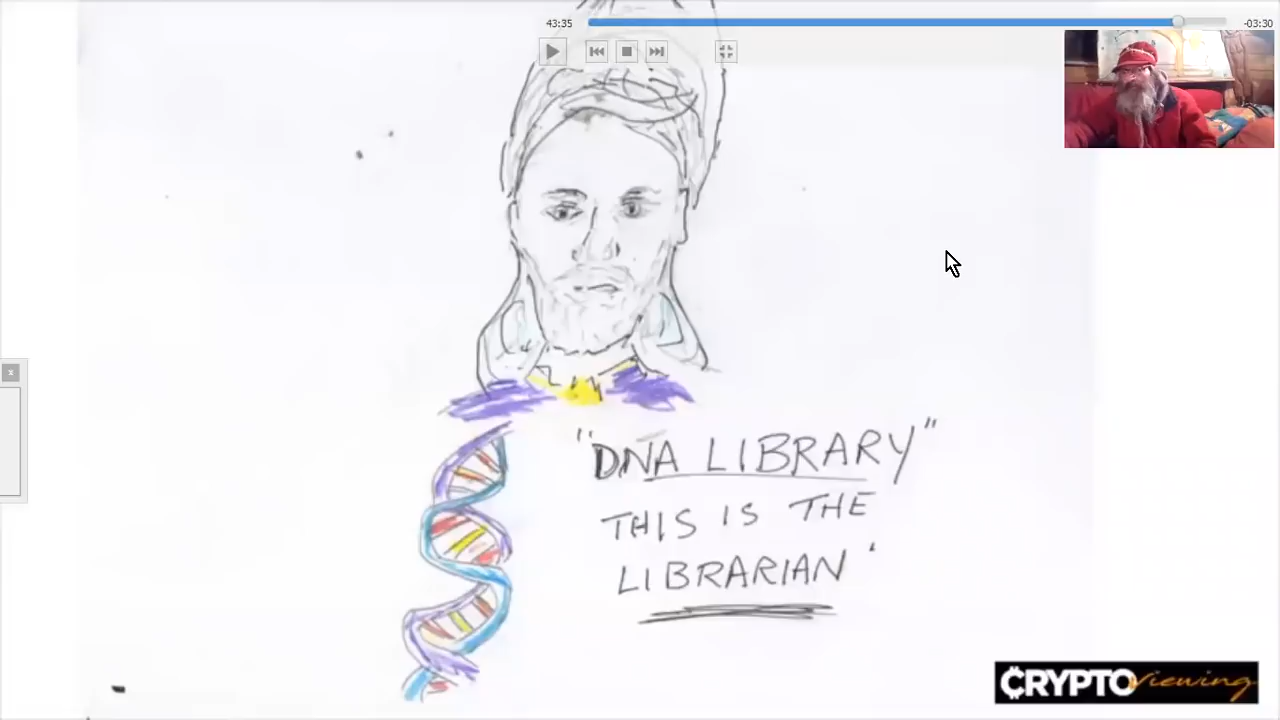 43:35
-03:30
x
"DNA LIBRARY"
THIS IS THE
LIBRARIAN '
CRYPTOviewing